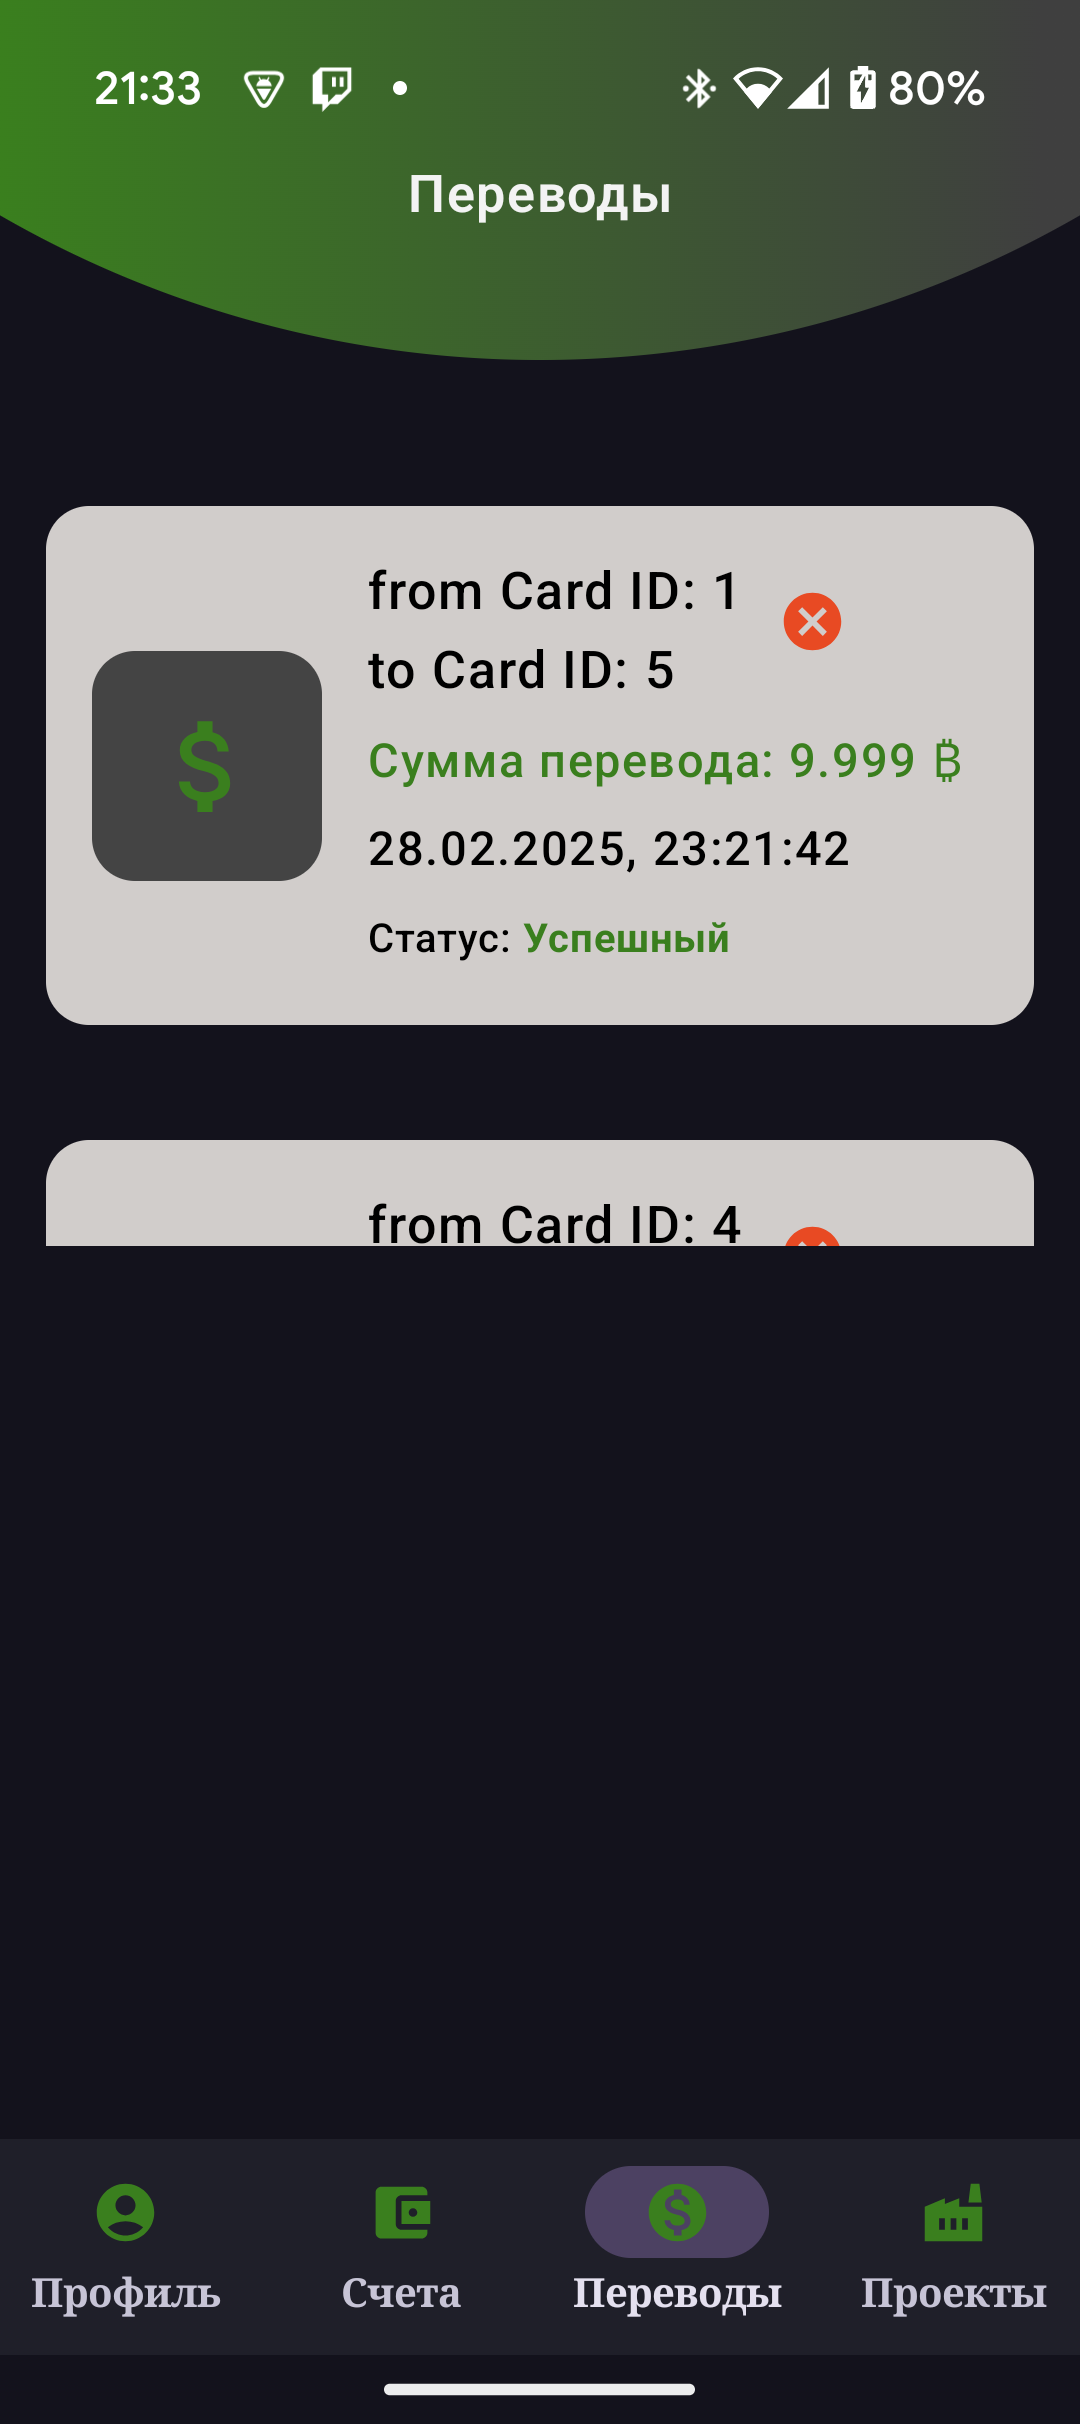 21:33 80%
Переводы
from Card ID: 1
to Card ID: 5
Сумма перевода: 9.999 ₿
28.02.2025, 23:21:42
Статус: Успешный
from Card ID: 4
Профиль Счета Переводы Проекты